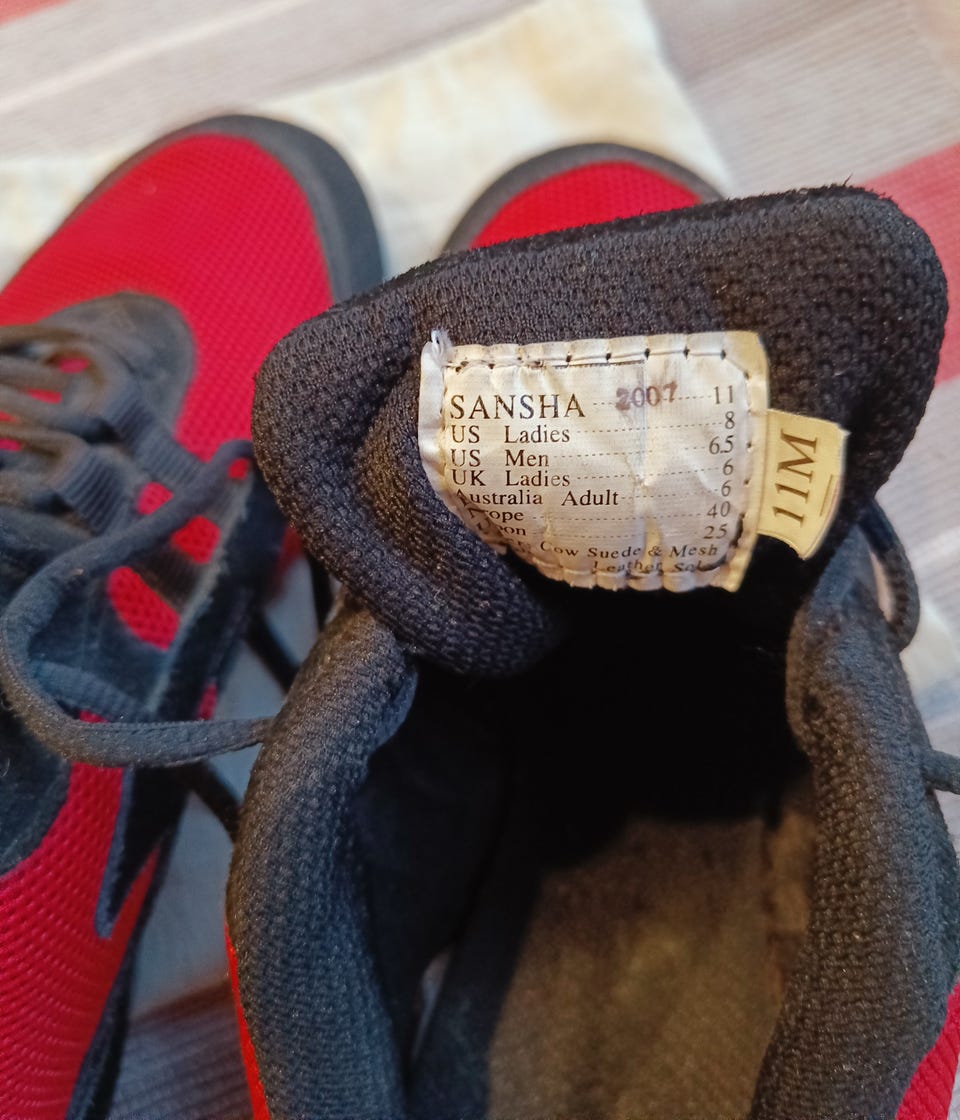 SANSHA 2007 11
US Ladies 8
US Men 6.5
UK Ladies 6
Australia Adult 6
40
25
Cow Suede & Mesh
Leather
11M